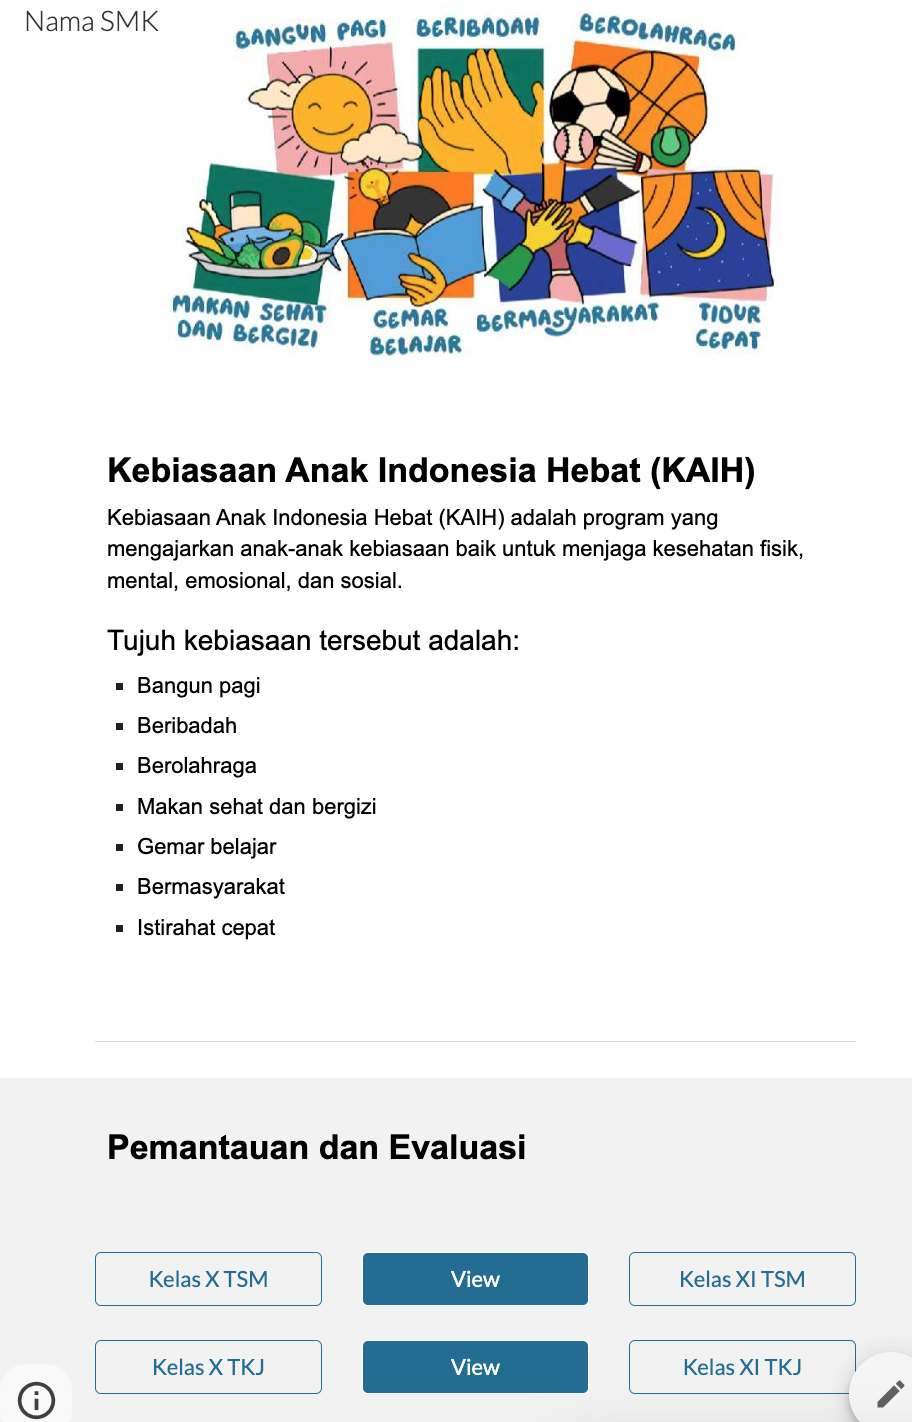 Nama SMK
BANGUN PAGI
BERIBADAH
BEROLAHRAGA
MAKAN SEHAT
DAN BERGIZI
GEMAR
BELAJAR
BERMASYARAKAT
TIDUR
CEPAT
Kebiasaan Anak Indonesia Hebat (KAIH)
Kebiasaan Anak Indonesia Hebat (KAIH) adalah program yang
mengajarkan anak-anak kebiasaan baik untuk menjaga kesehatan fisik,
mental, emosional, dan sosial.
Tujuh kebiasaan tersebut adalah:
▪ Bangun pagi
▪ Beribadah
▪ Berolahraga
▪ Makan sehat dan bergizi
▪ Gemar belajar
▪ Bermasyarakat
▪ Istirahat cepat
Pemantauan dan Evaluasi
Kelas X TSM
View
Kelas XI TSM
Kelas X TKJ
View
Kelas XI TKJ